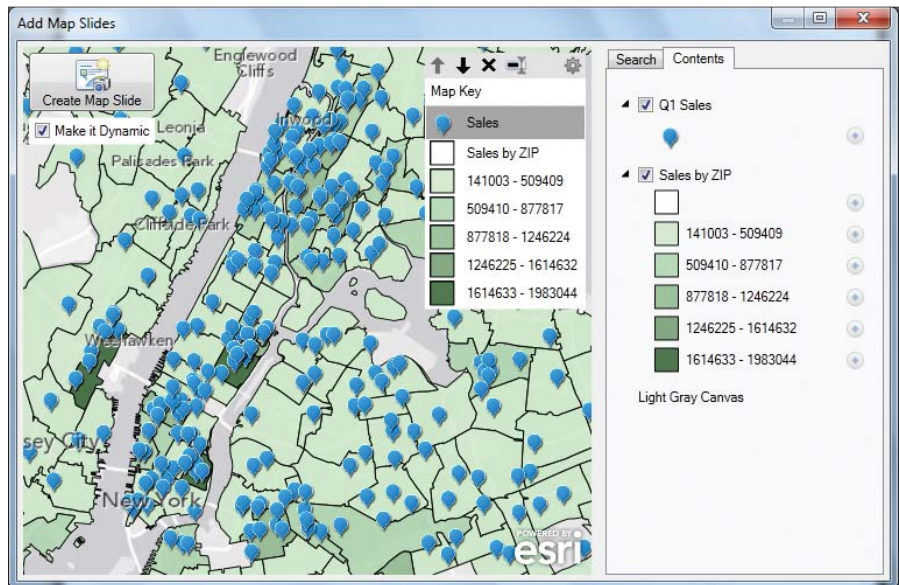 Add Map Slides
Create Map Slide
Make it Dynamic
Englewood
Cliffs
Leonia
Inwood
Palisades Park
Cliffside Park
Weehawken
sey City
New York
Map Key
Sales
Sales by ZIP
141003 - 509409
509410 - 877817
877818 - 1246224
1246225 - 1614632
1614633 - 1983044
POWERED BY
esri
Search
Contents
Q1 Sales
Sales by ZIP
141003 - 509409
509410 - 877817
877818 - 1246224
1246225 - 1614632
1614633 - 1983044
Light Gray Canvas